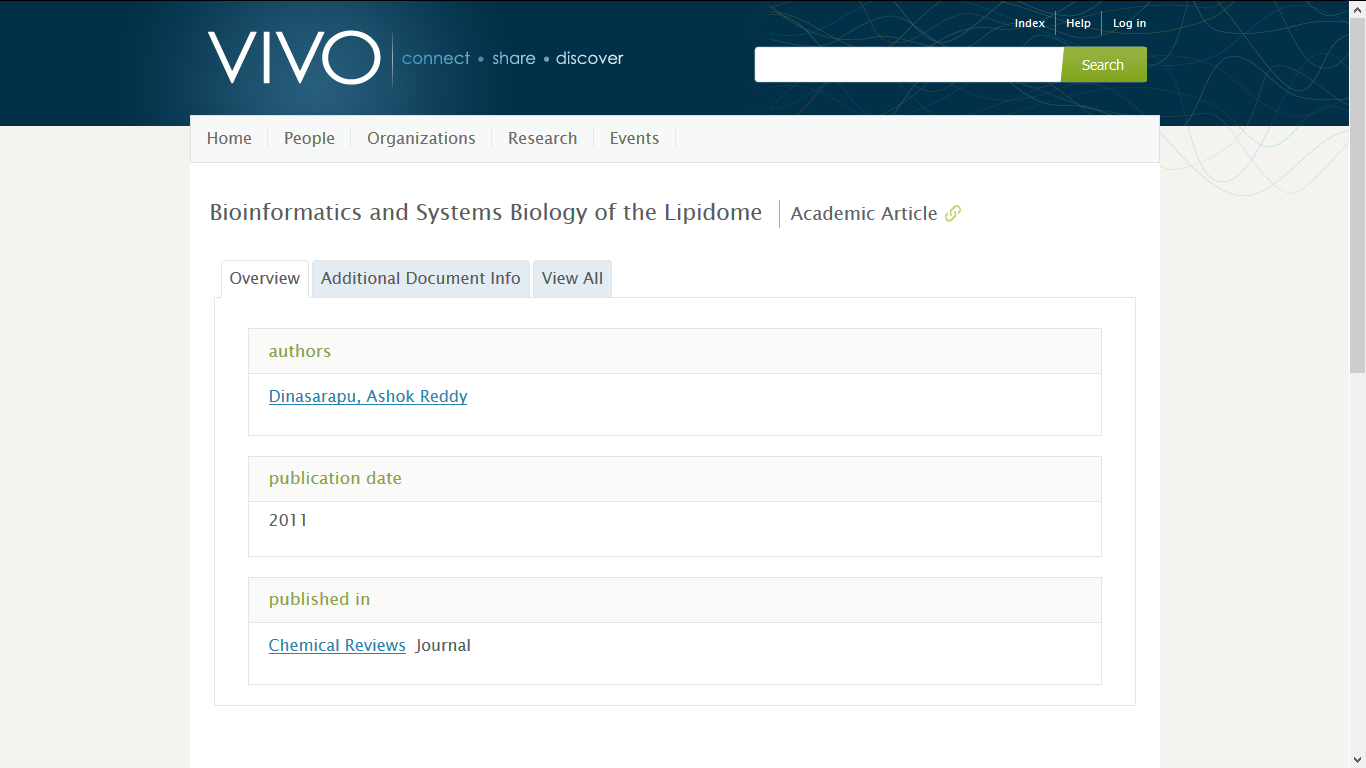 Index Help Log in
VIVO connect • share • discover
Search
Home People Organizations Research Events
Bioinformatics and Systems Biology of the Lipidome Academic Article
Overview Additional Document Info View All
authors
Dinasarapu, Ashok Reddy
publication date
2011
published in
Chemical Reviews Journal